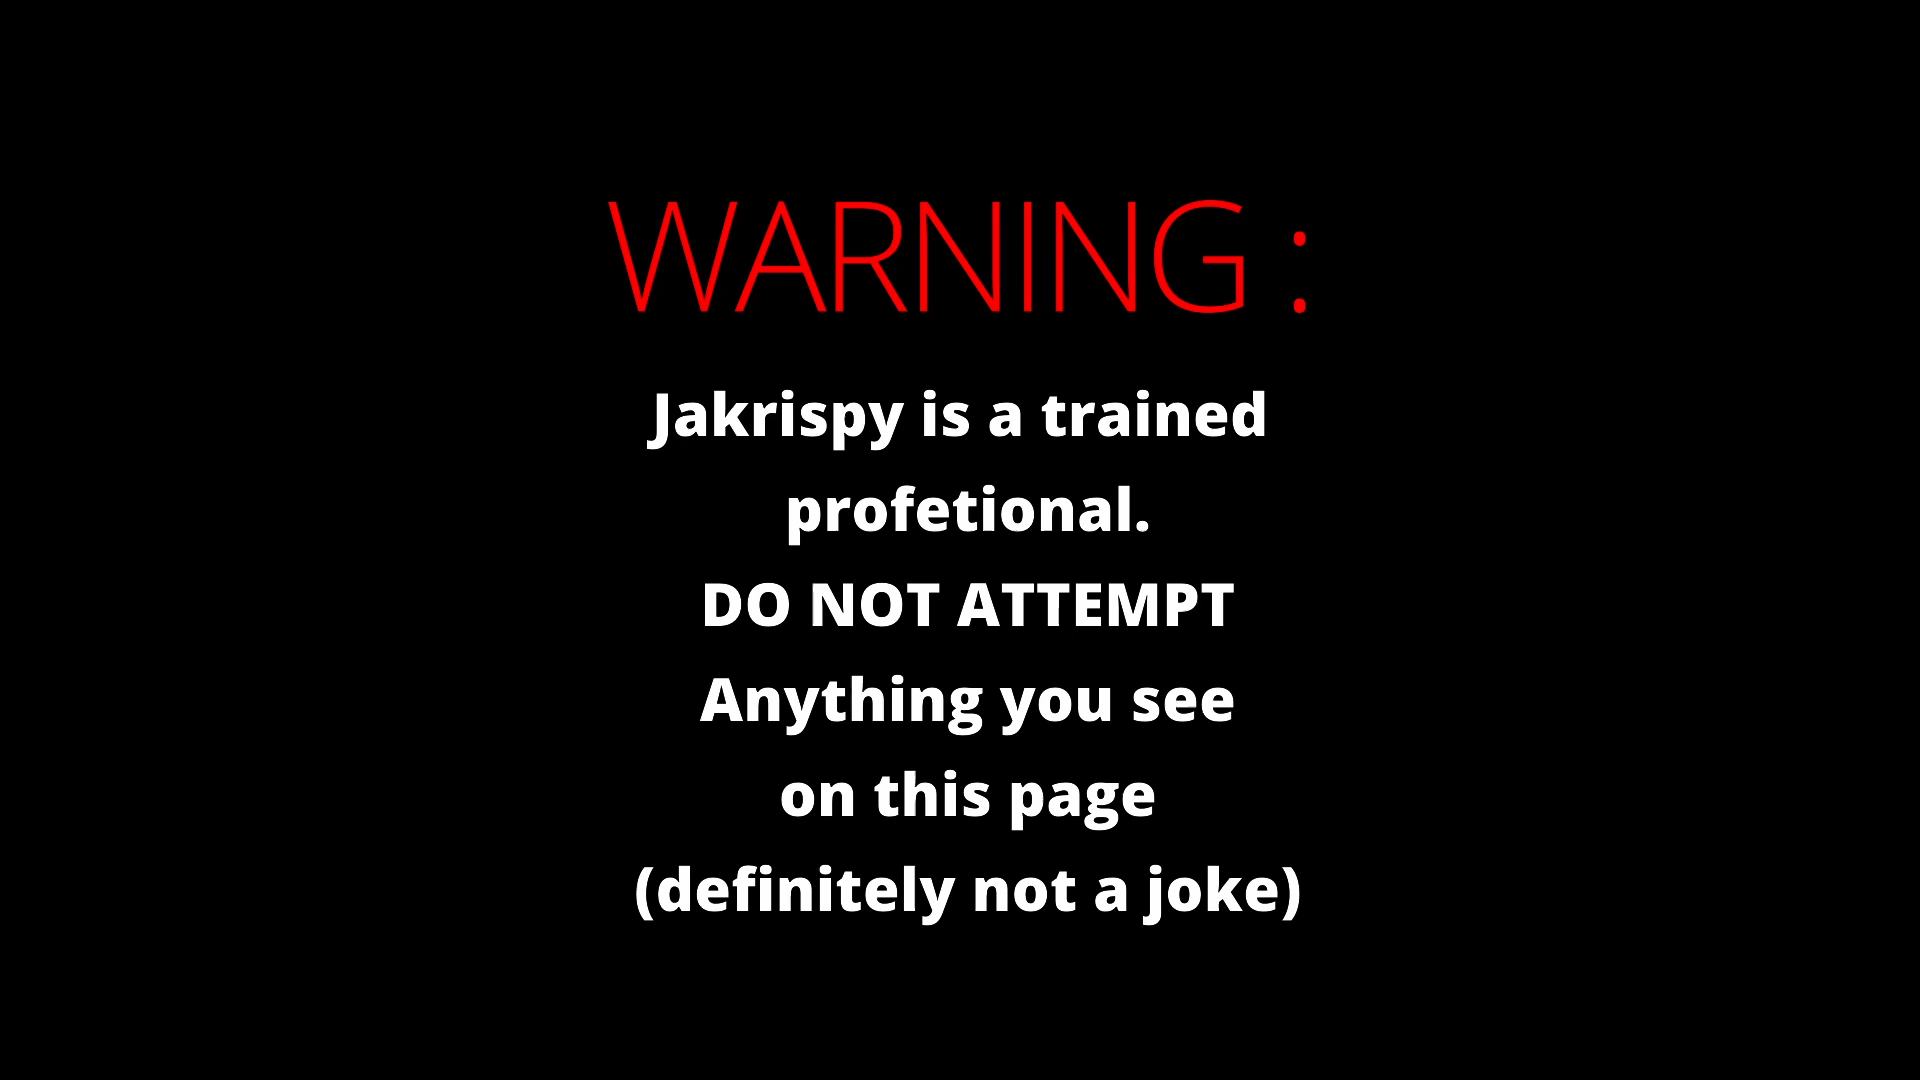 WARNING :
Jakrispy is a trained
profetional.
DO NOT ATTEMPT
Anything you see
on this page
(definitely not a joke)